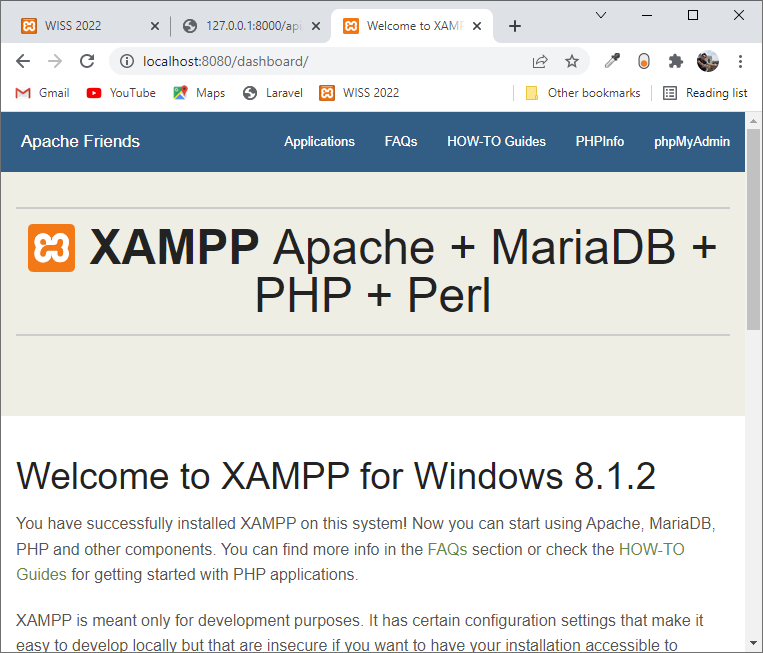 WISS 2022
127.0.0.1:8000/api
Welcome to XAMF
localhost:8080/dashboard/
Gmail
YouTube
Maps
Laravel
WISS 2022
Other bookmarks
Reading list
Apache Friends
Applications
FAQs
HOW-TO Guides
PHPInfo
phpMyAdmin
XAMPP Apache + MariaDB +
PHP + Perl
Welcome to XAMPP for Windows 8.1.2
You have successfully installed XAMPP on this system! Now you can start using Apache, MariaDB,
PHP and other components. You can find more info in the FAQs section or check the HOW-TO
Guides for getting started with PHP applications.
XAMPP is meant only for development purposes. It has certain configuration settings that make it
easy to develop locally but that are insecure if you want to have your installation accessible to